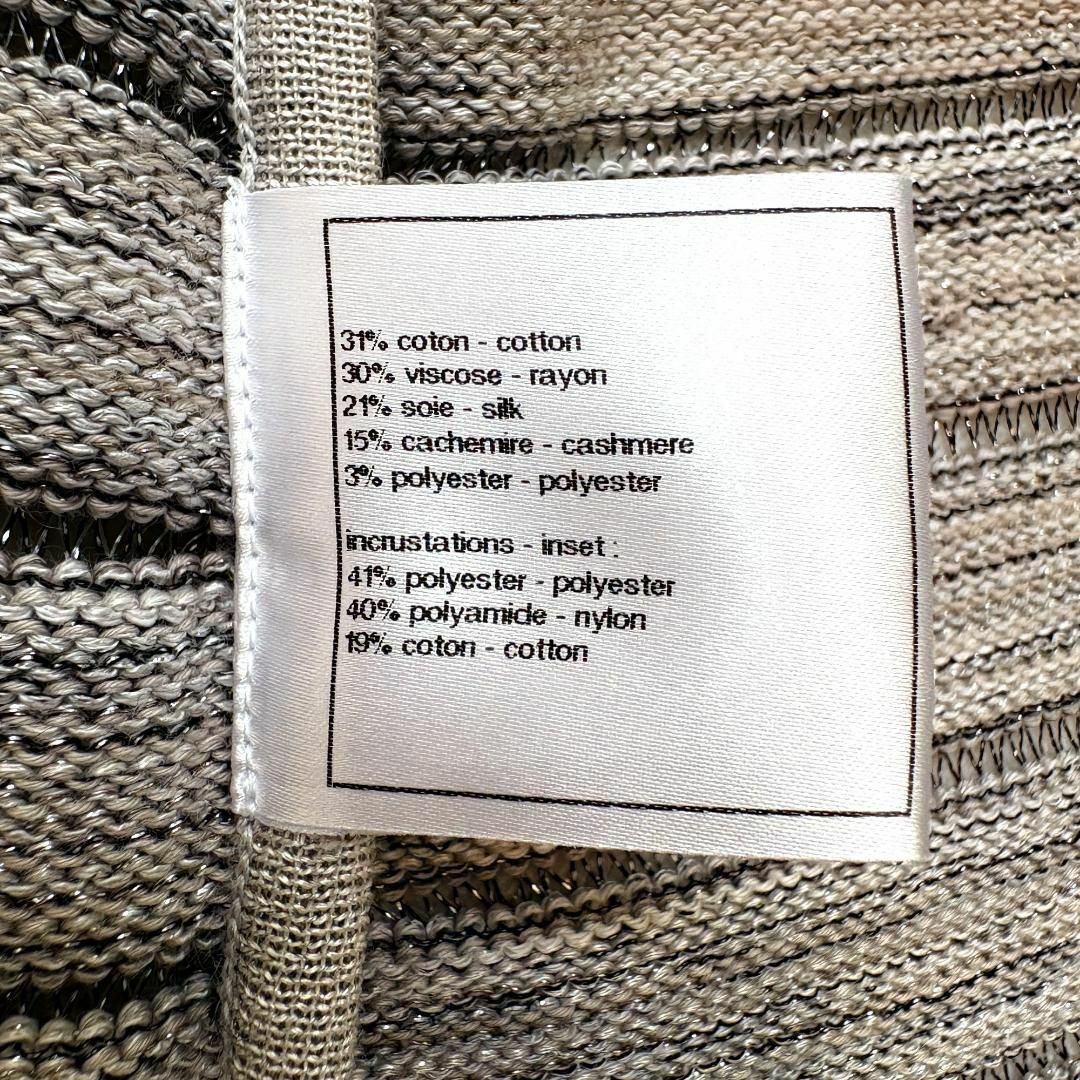 31% coton - cotton
30% viscose - rayon
21% soie - silk
15% cachemire - cashmere
3% polyester - polyester
incrustations - inset :
41% polyester - polyester
40% polyamide - nylon
19% coton - cotton